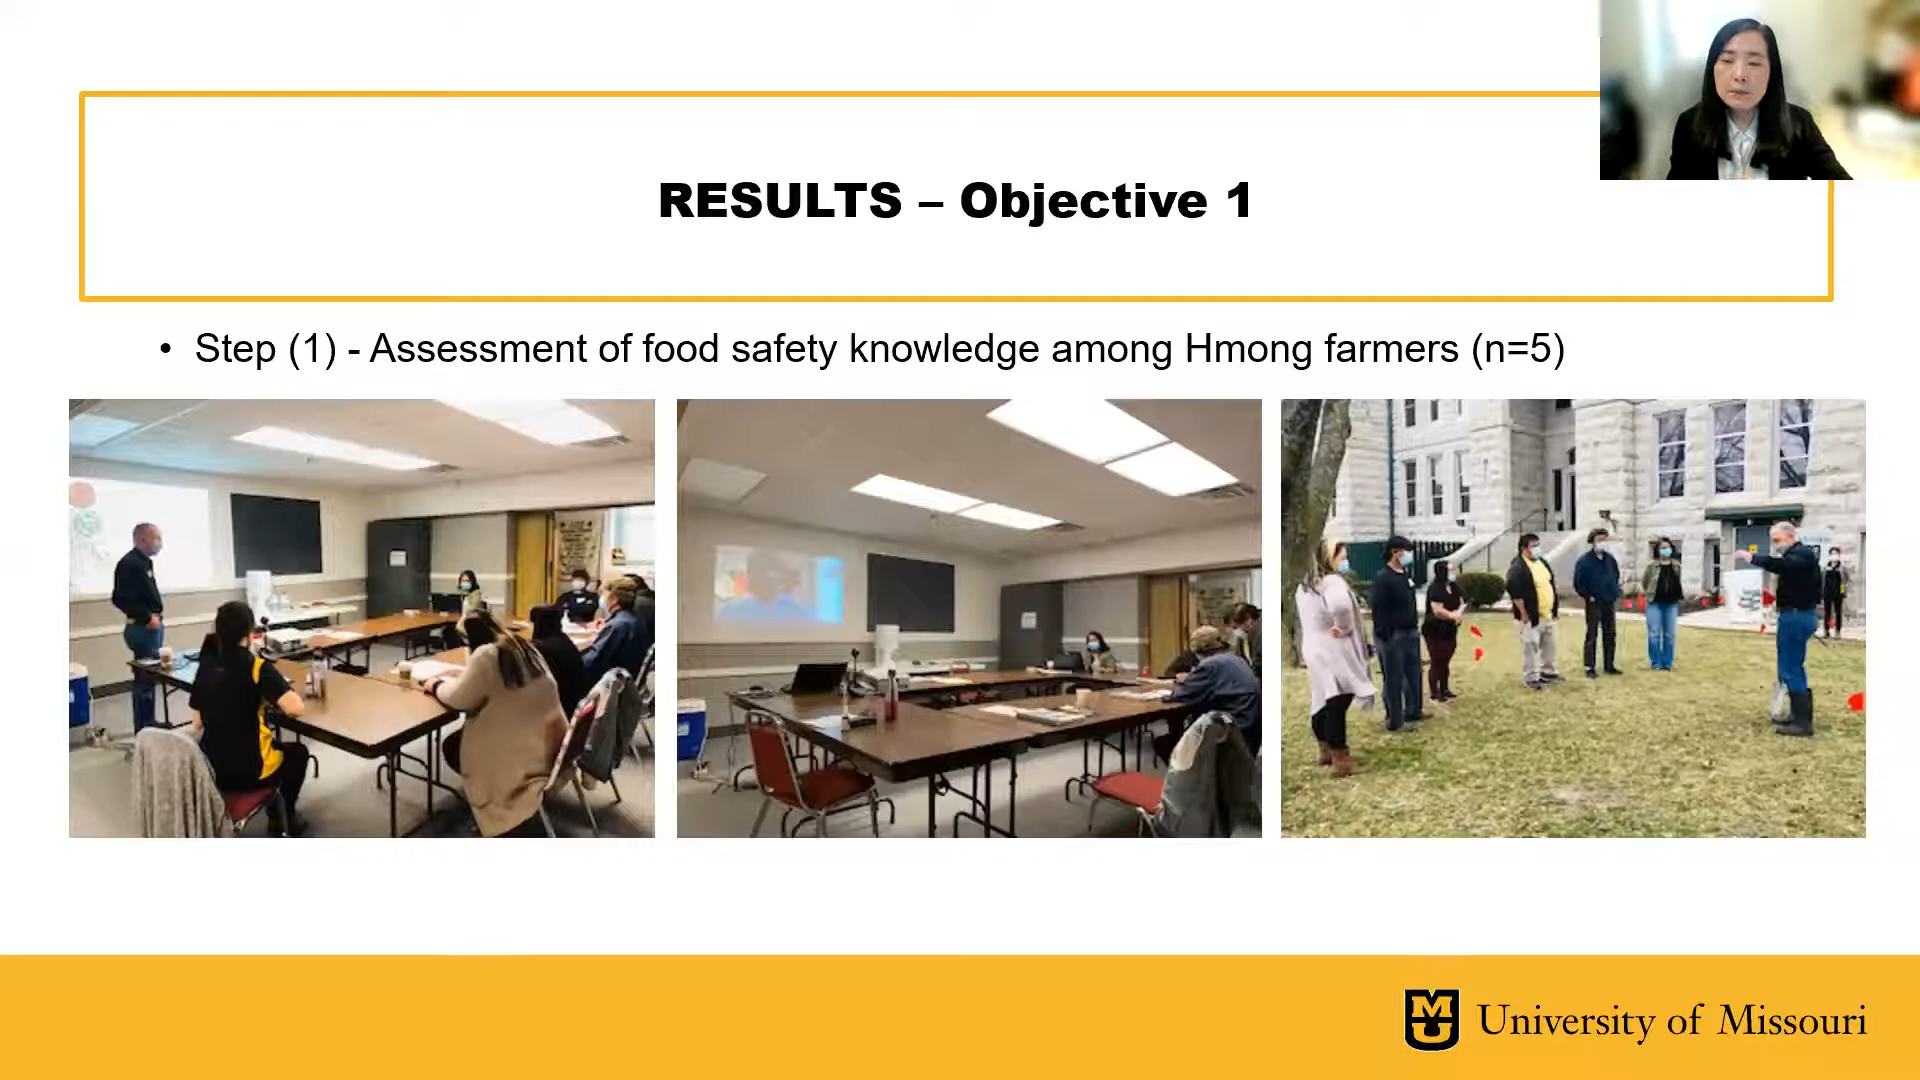 RESULTS – Objective 1
• Step (1) - Assessment of food safety knowledge among Hmong farmers (n=5)
University of Missouri